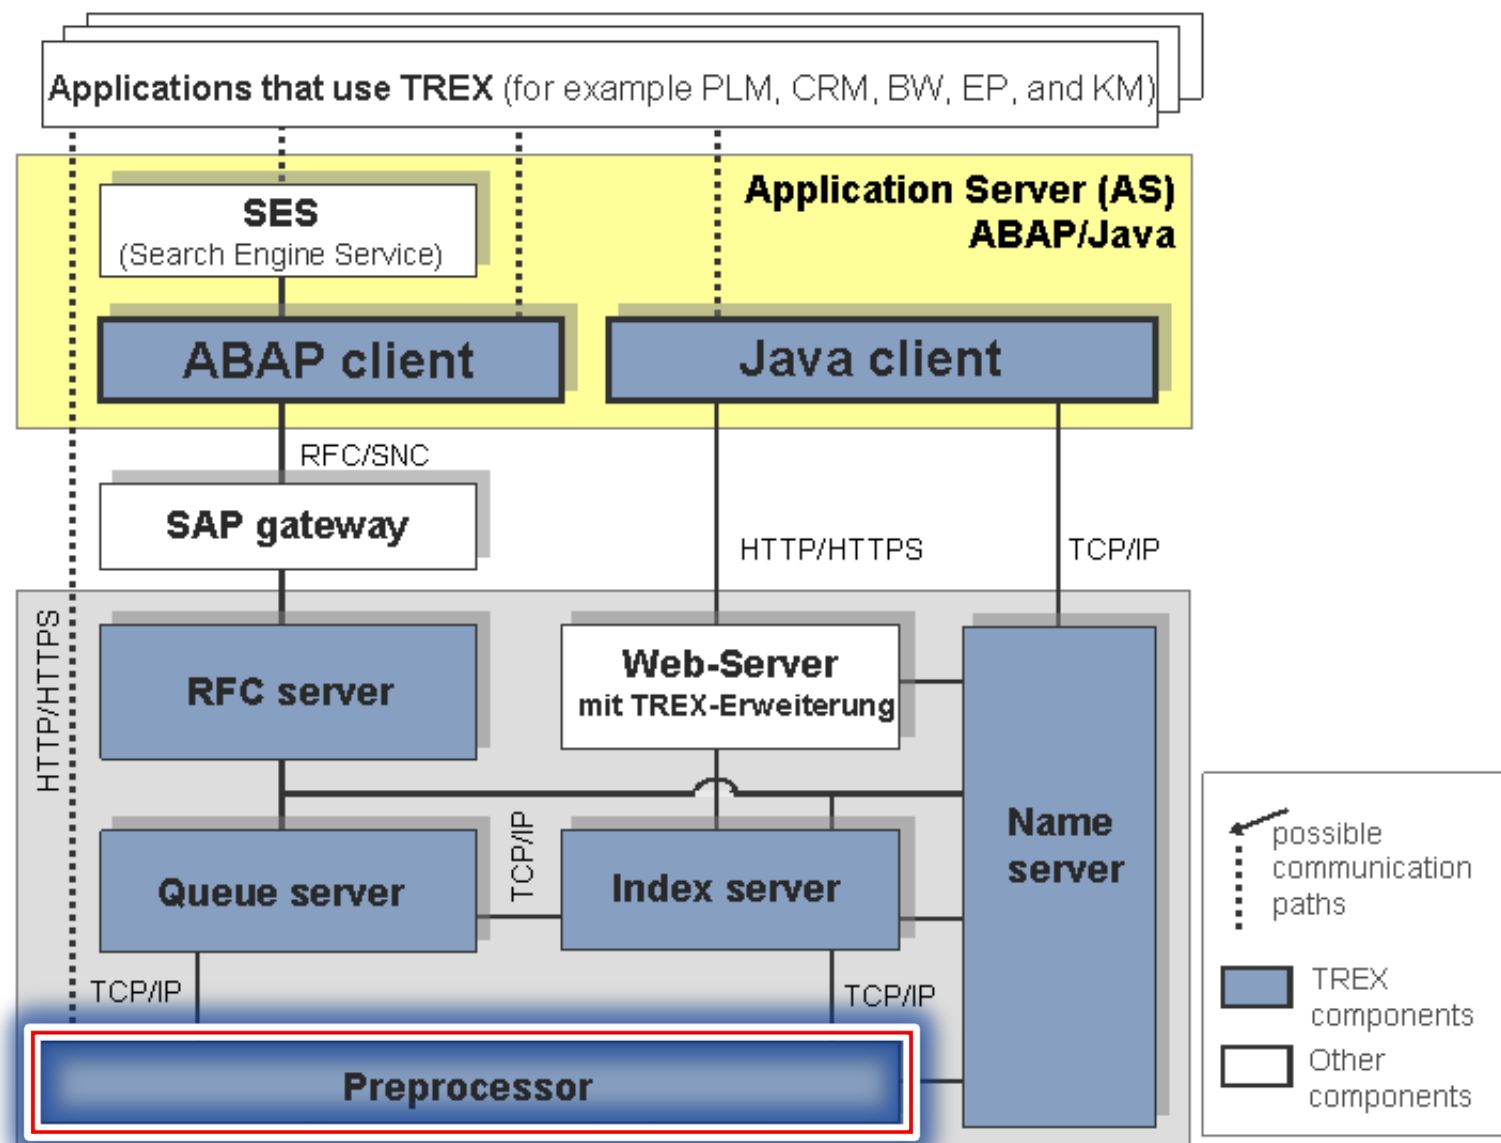 Applications that use TREX (for example PLM, CRM, BW, EP, and KM)
SES
(Search Engine Service)
Application Server (AS)
ABAP/Java
ABAP client
Java client
RFC/SNC
SAP gateway
HTTP/HTTPS
TCP/IP
HTTP/HTTPS
RFC server
Web-Server
mit TREX-Erweiterung
Name
server
Queue server
TCP/IP
Index server
TCP/IP
TCP/IP
Preprocessor
possible
communication
paths
TREX
components
Other
components